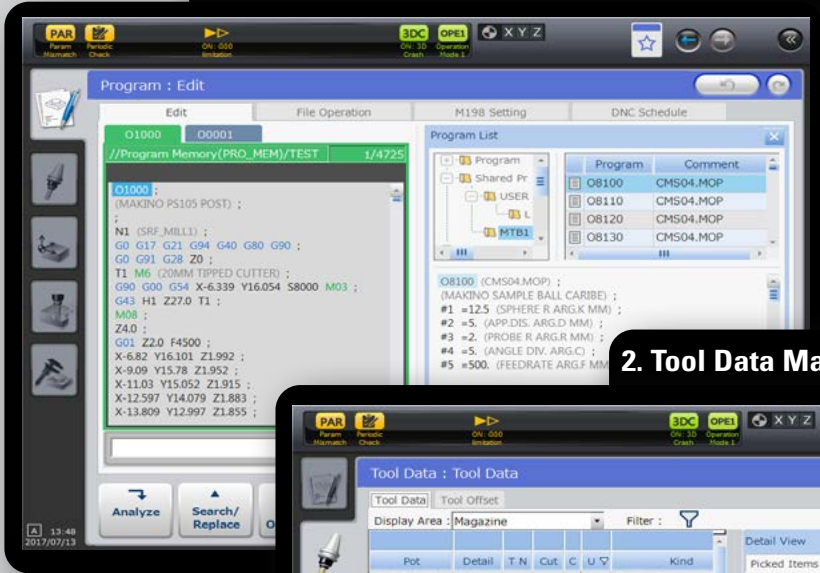 PAR
Param
Mismatch
Periodic
Check
ON: 000
Imitation
3DC
ON: 3D
Crash
OPE1
Operation
Mode 1
X Y Z
Program : Edit
Edit
File Operation
M198 Setting
DNC Schedule
O1000
O0001
//Program Memory(PRO_MEM)/TEST 1/4725
O1000 ;
(MAKINO PS105 POST) ;
;
N1 (SRF_MILL1) ;
G0 G17 G21 G94 G40 G80 G90 ;
G0 G91 G28 Z0 ;
T1 M6 (20MM TIPPED CUTTER) ;
G90 G00 G54 X-6.339 Y16.054 S8000 M03 ;
G43 H1 Z27.0 T1 ;
M08 ;
Z4.0 ;
G01 Z2.0 F4500 ;
X-6.82 Y16.101 Z1.992 ;
X-9.09 Y15.78 Z1.952 ;
X-11.03 Y15.052 Z1.915 ;
X-12.597 Y14.079 Z1.883 ;
X-13.809 Y12.997 Z1.855 ;
Program List
Program
Shared Pr
USER
L
MTB1
Program Comment
O8100 CMS04.MOP
O8110 CMS04.MOP
O8120 CMS04.MOP
O8130 CMS04.MOP
O8100 (CMS04.MOP) ;
(MAKINO SAMPLE BALL CARIBE) ;
#1 =12.5 (SPHERE R ARG.K MM) ;
#2 =5. (APP.DIS. ARG.D MM) ;
#3 =2. (PROBE R ARG.R MM) ;
#4 =5. (ANGLE DIV. ARG.C) ;
#5 =500. (FEEDRATE ARG.F MM
Analyze
Search/
Replace
A 13:48
2017/07/13
2. Tool Data Ma
PAR
Param
Mismatch
Periodic
Check
ON: 000
Imitation
3DC
ON: 3D
Crash
OPE1
Operation
Mode 1
X Y Z
Tool Data : Tool Data
Tool Data
Tool Offset
Display Area : Magazine
Filter :
Pot Detail T N Cut C U Kind
Detail View
Picked Items